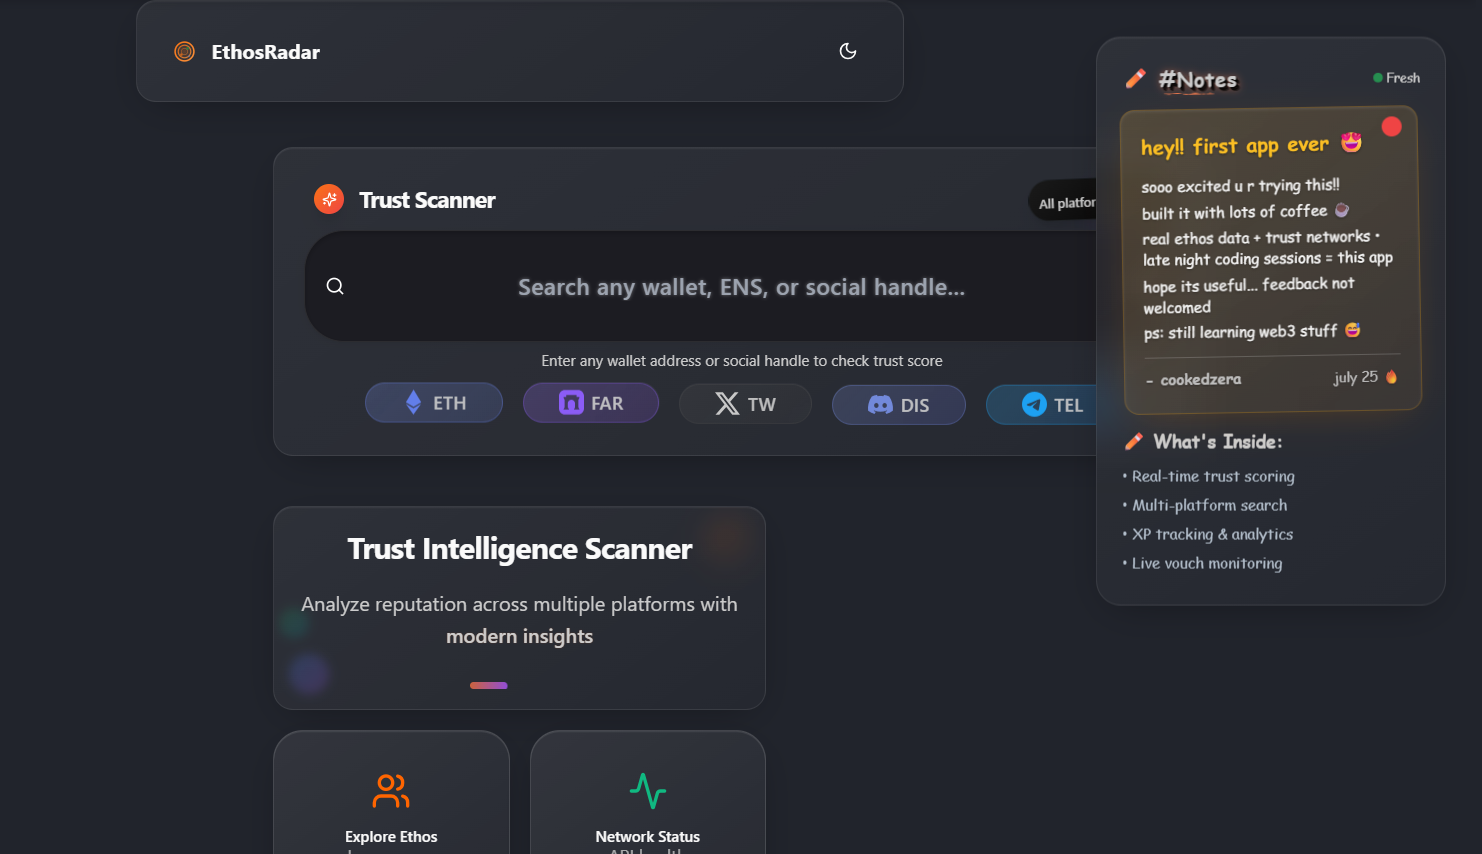 EthosRadar
Trust Scanner
All platfor
Search any wallet, ENS, or social handle...
Enter any wallet address or social handle to check trust score
ETH
FAR
TW
DIS
TEL
#Notes
Fresh
hey!! first app ever 🤩
sooo excited u r trying this!!
built it with lots of coffee ☕
real ethos data + trust networks •
late night coding sessions = this app
hope its useful... feedback not
welcomed
ps: still learning web3 stuff 😅
- cookedzera
july 25 🔥
What's Inside:
• Real-time trust scoring
• Multi-platform search
• XP tracking & analytics
• Live vouch monitoring
Trust Intelligence Scanner
Analyze reputation across multiple platforms with
modern insights
Explore Ethos
Network Status